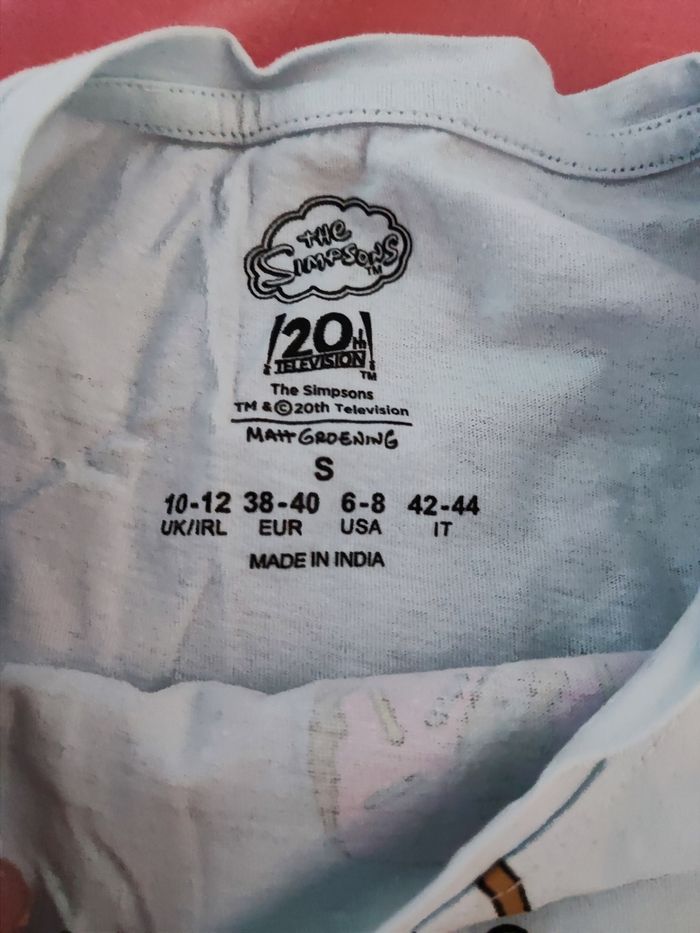 THE
SIMPSONS
TM
20th
TELEVISION
TM
The Simpsons
TM & © 20th Television
MATT GROENING
S
10-12 38-40 6-8 42-44
UK/IRL EUR USA IT
MADE IN INDIA